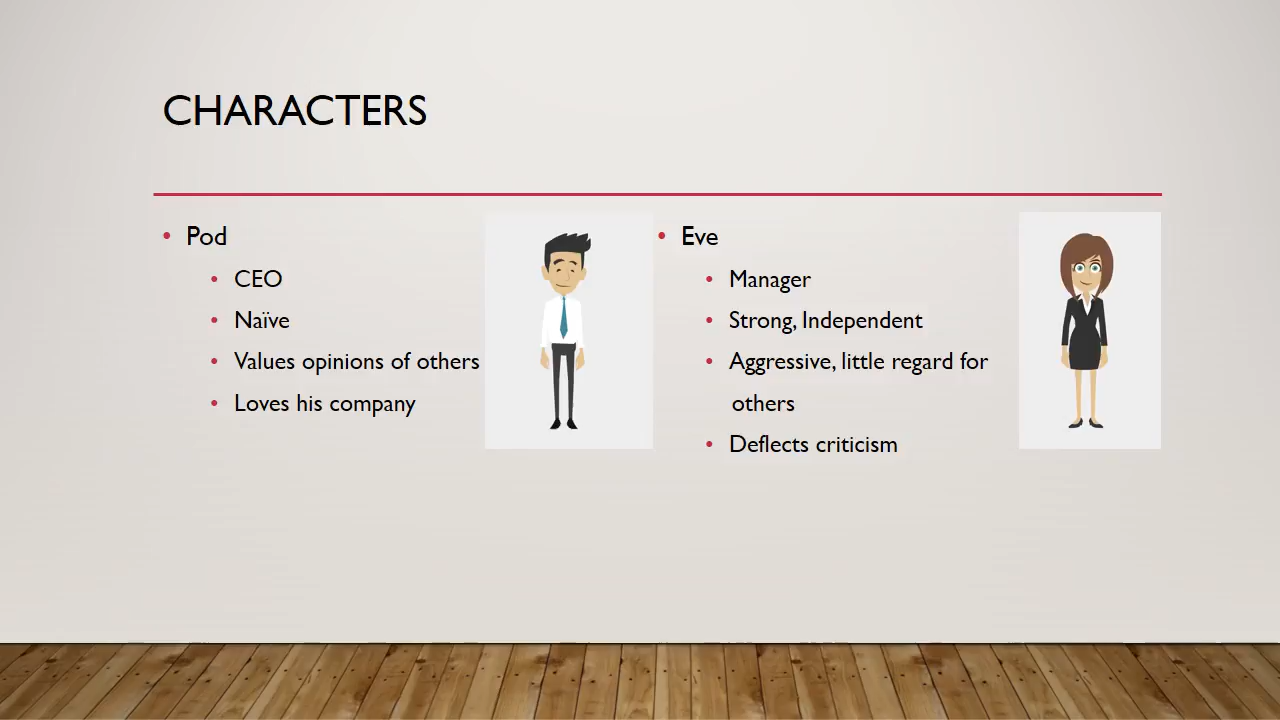 CHARACTERS
• Pod
• CEO
• Naïve
• Values opinions of others
• Loves his company
• Eve
• Manager
• Strong, Independent
• Aggressive, little regard for
others
• Deflects criticism